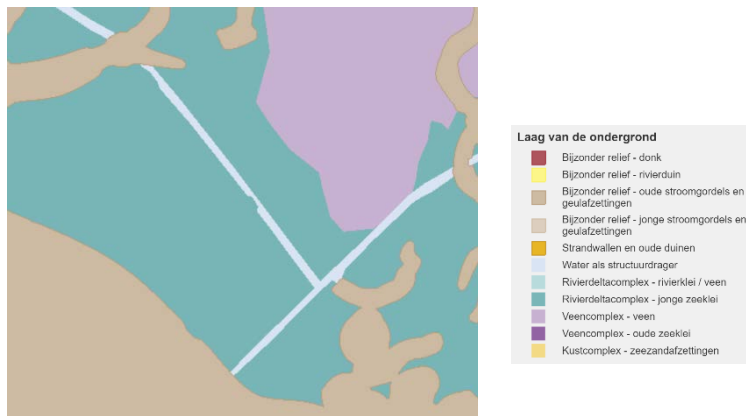 Laag van de ondergrond
Bijzonder relief - donk
Bijzonder relief - rivierduin
Bijzonder relief - oude stroomgordels en
geulafzettingen
Bijzonder relief - jonge stroomgordels en
geulafzettingen
Strandwallen en oude duinen
Water als structuurdrager
Rivierdeltacomplex - rivierklei / veen
Rivierdeltacomplex - jonge zeeklei
Veencomplex - veen
Veencomplex - oude zeeklei
Kustcomplex - zeezandafzettingen